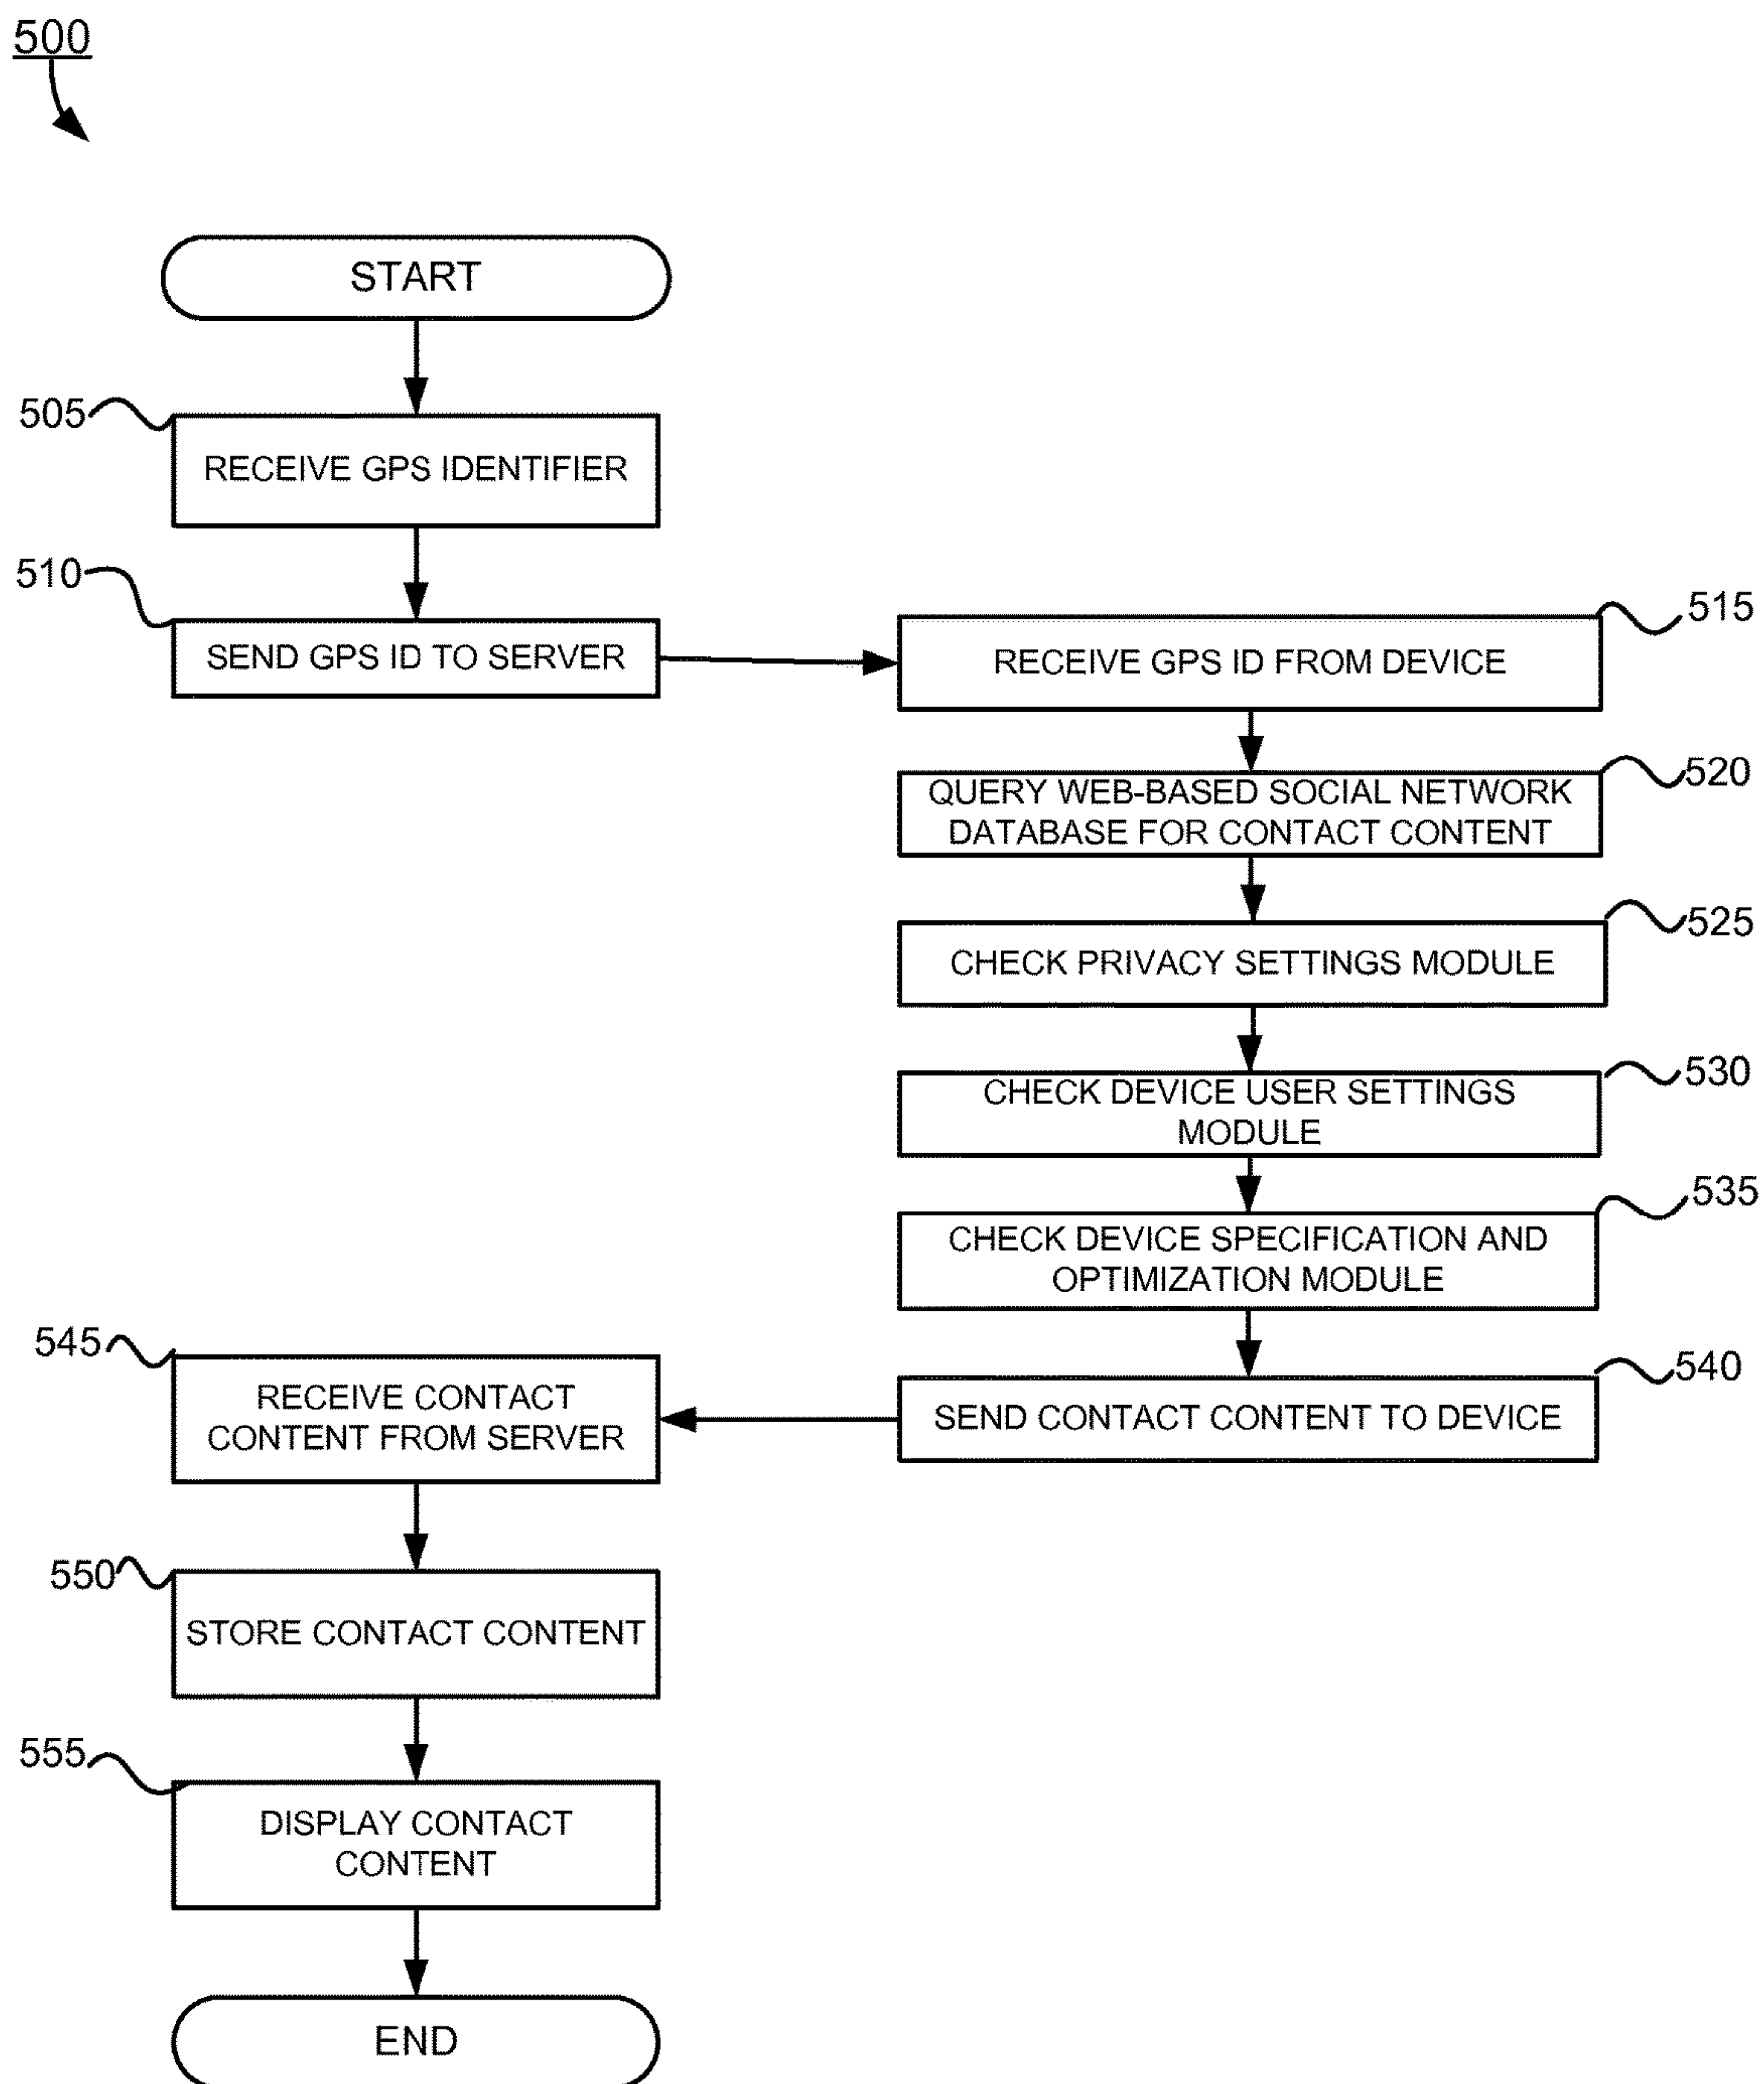 500
START
505
RECEIVE GPS IDENTIFIER
510
SEND GPS ID TO SERVER
515
RECEIVE GPS ID FROM DEVICE
520
QUERY WEB-BASED SOCIAL NETWORK
DATABASE FOR CONTACT CONTENT
525
CHECK PRIVACY SETTINGS MODULE
530
CHECK DEVICE USER SETTINGS
MODULE
535
CHECK DEVICE SPECIFICATION AND
OPTIMIZATION MODULE
540
SEND CONTACT CONTENT TO DEVICE
545
RECEIVE CONTACT
CONTENT FROM SERVER
550
STORE CONTACT CONTENT
555
DISPLAY CONTACT
CONTENT
END